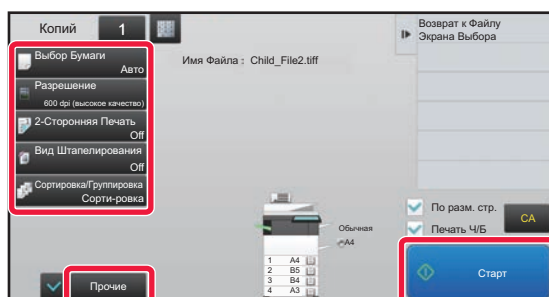 Копий 1
Возврат к Файлу
Экрана Выбора
Имя Файла : Child_File2.tiff
Выбор Бумаги
Авто
Разрешение
600 dpi (высокое качество)
2-Сторонняя Печать
Off
Вид Штапелирования
Off
Сортировка/Группировка
Сорти-ровка
По разм. стр.
Печать Ч/Б
CA
Обычная
A4
1 A4
2 B5
3 B4
4 A3
Прочие
Старт